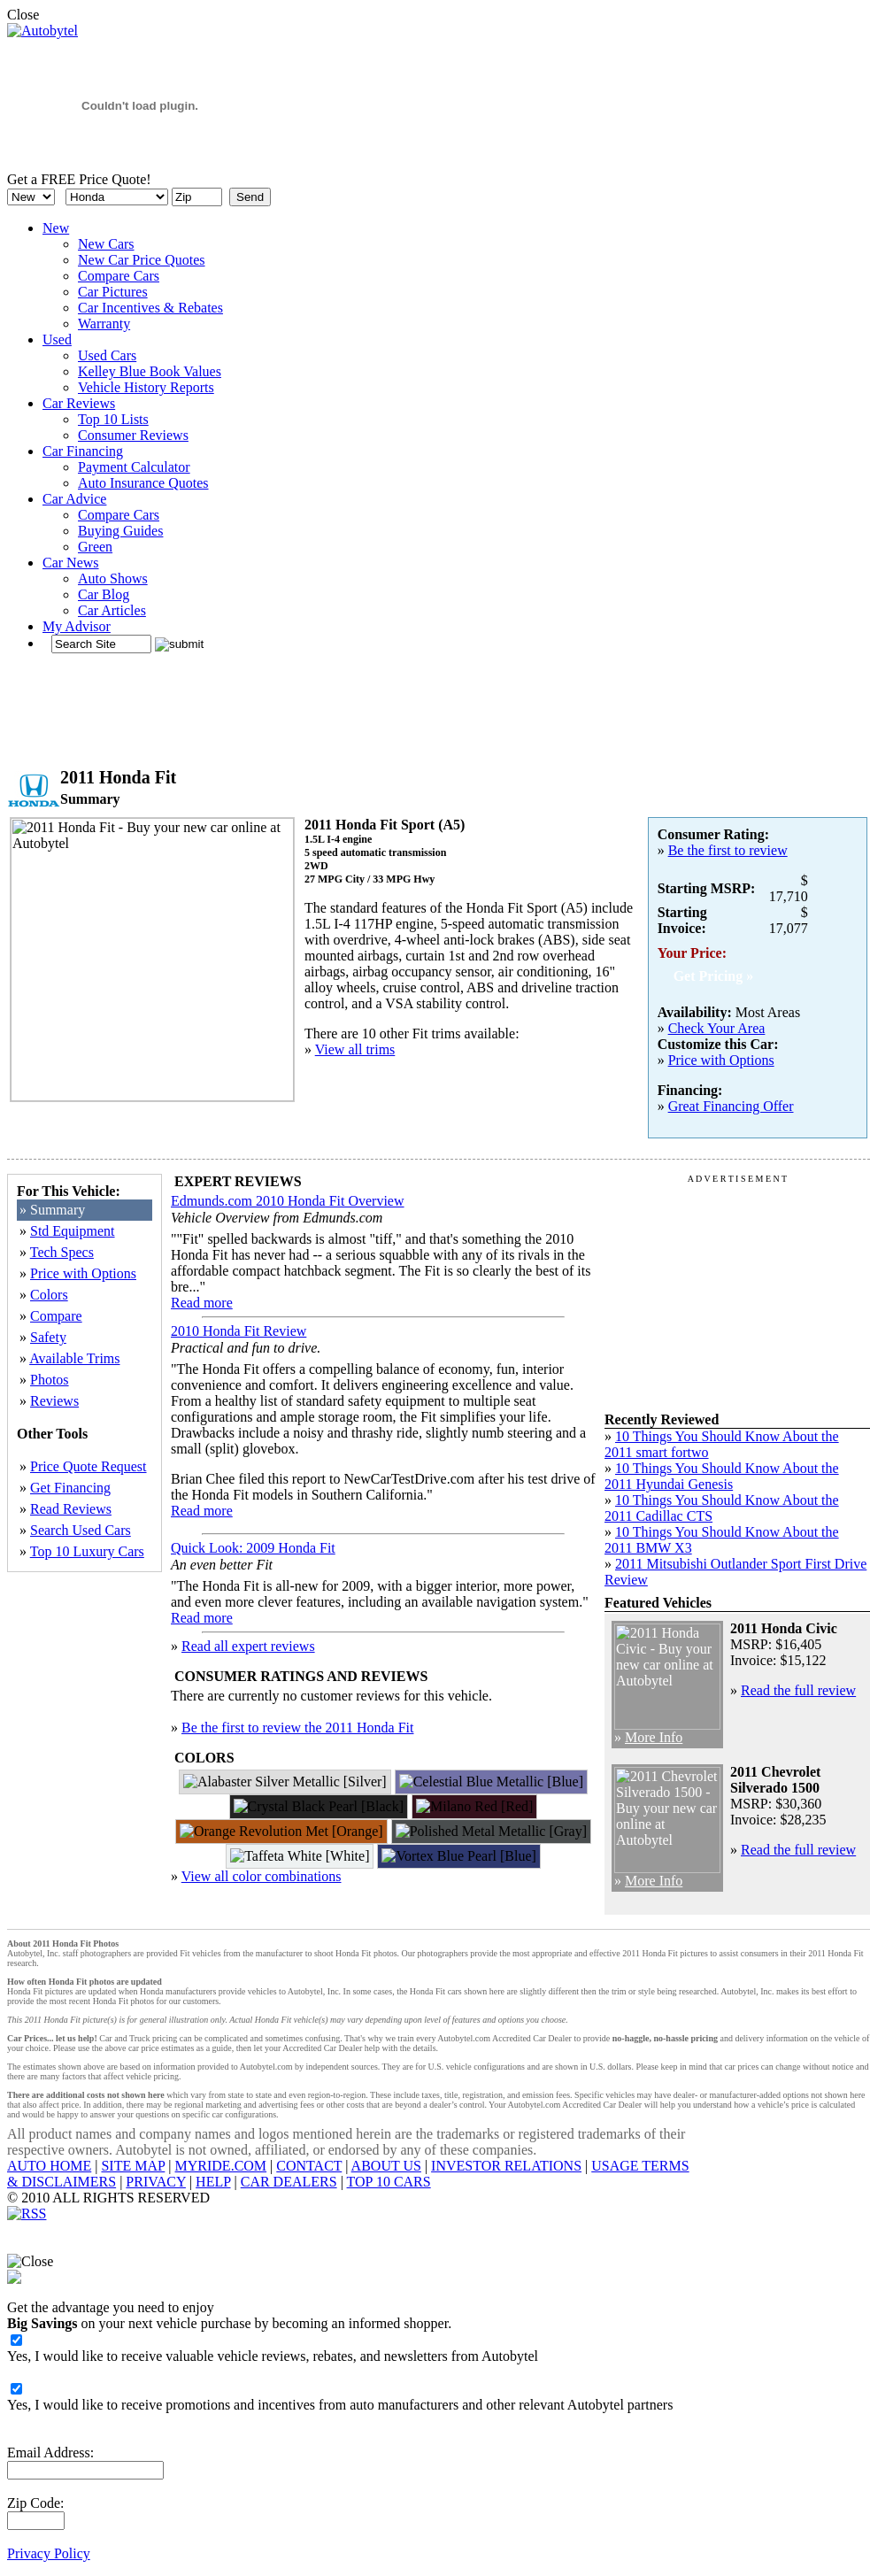 Close
Autobytel
Couldn't load plugin.
Get a FREE Price Quote!
New Honda Zip Send
New
New Cars
New Car Price Quotes
Compare Cars
Car Pictures
Car Incentives & Rebates
Warranty
Used
Used Cars
Kelley Blue Book Values
Vehicle History Reports
Car Reviews
Top 10 Lists
Consumer Reviews
Car Financing
Payment Calculator
Auto Insurance Quotes
Car Advice
Compare Cars
Buying Guides
Green
Car News
Auto Shows
Car Blog
Car Articles
My Advisor
Search Site submit
HONDA
2011 Honda Fit
Summary
2011 Honda Fit - Buy your new car online at
Autobytel
2011 Honda Fit Sport (A5)
1.5L I-4 engine
5 speed automatic transmission
2WD
27 MPG City / 33 MPG Hwy
The standard features of the Honda Fit Sport (A5) include
1.5L I-4 117HP engine, 5-speed automatic transmission
with overdrive, 4-wheel anti-lock brakes (ABS), side seat
mounted airbags, curtain 1st and 2nd row overhead
airbags, airbag occupancy sensor, air conditioning, 16"
alloy wheels, cruise control, ABS and driveline traction
control, and a VSA stability control.
There are 10 other Fit trims available:
» View all trims
Consumer Rating:
» Be the first to review
Starting MSRP: $ 17,710
Starting Invoice: $ 17,077
Your Price:
Get Pricing »
Availability: Most Areas
» Check Your Area
Customize this Car:
» Price with Options
Financing:
» Great Financing Offer
For This Vehicle:
» Summary
» Std Equipment
» Tech Specs
» Price with Options
» Colors
» Compare
» Safety
» Available Trims
» Photos
» Reviews
Other Tools
» Price Quote Request
» Get Financing
» Read Reviews
» Search Used Cars
» Top 10 Luxury Cars
EXPERT REVIEWS
Edmunds.com 2010 Honda Fit Overview
Vehicle Overview from Edmunds.com
""Fit" spelled backwards is almost "tiff," and that's something the 2010
Honda Fit has never had -- a serious squabble with any of its rivals in the
affordable compact hatchback segment. The Fit is so clearly the best of its
bre..."
Read more
2010 Honda Fit Review
Practical and fun to drive.
"The Honda Fit offers a compelling balance of economy, fun, interior
convenience and comfort. It delivers engineering excellence and value.
From a healthy list of standard safety equipment to multiple seat
configurations and ample storage room, the Fit simplifies your life.
Drawbacks include a noisy and thrashy ride, slightly numb steering and a
small (split) glovebox.
Brian Chee filed this report to NewCarTestDrive.com after his test drive of
the Honda Fit models in Southern California."
Read more
Quick Look: 2009 Honda Fit
An even better Fit
"The Honda Fit is all-new for 2009, with a bigger interior, more power,
and even more clever features, including an available navigation system."
Read more
» Read all expert reviews
CONSUMER RATINGS AND REVIEWS
There are currently no customer reviews for this vehicle.
» Be the first to review the 2011 Honda Fit
COLORS
Alabaster Silver Metallic [Silver] Celestial Blue Metallic [Blue]
Crystal Black Pearl [Black] Milano Red [Red]
Orange Revolution Met [Orange] Polished Metal Metallic [Gray]
Taffeta White [White] Vortex Blue Pearl [Blue]
» View all color combinations
ADVERTISEMENT
Recently Reviewed
» 10 Things You Should Know About the
2011 smart fortwo
» 10 Things You Should Know About the
2011 Hyundai Genesis
» 10 Things You Should Know About the
2011 Cadillac CTS
» 10 Things You Should Know About the
2011 BMW X3
» 2011 Mitsubishi Outlander Sport First Drive
Review
Featured Vehicles
2011 Honda
Civic - Buy your
new car online at
Autobytel
» More Info
2011 Honda Civic
MSRP: $16,405
Invoice: $15,122
» Read the full review
2011 Chevrolet
Silverado 1500 -
Buy your new car
online at
Autobytel
» More Info
2011 Chevrolet
Silverado 1500
MSRP: $30,360
Invoice: $28,235
» Read the full review
About 2011 Honda Fit Photos
Autobytel, Inc. staff photographers are provided Fit vehicles from the manufacturer to shoot Honda Fit photos. Our photographers provide the most appropriate and effective 2011 Honda Fit pictures to assist consumers in their 2011 Honda Fit
research.
How often Honda Fit photos are updated
Honda Fit pictures are updated when Honda manufacturers provide vehicles to Autobytel, Inc. In some cases, the Honda Fit cars shown here are slightly different then the trim or style being researched. Autobytel, Inc. makes its best effort to
provide the most recent Honda Fit photos for our customers.
This 2011 Honda Fit picture(s) is for general illustration only. Actual Honda Fit vehicle(s) may vary depending upon level of features and options you choose.
Car Prices... let us help! Car and Truck pricing can be complicated and sometimes confusing. That's why we train every Autobytel.com Accredited Car Dealer to provide no-haggle, no-hassle pricing and delivery information on the vehicle of
your choice. Please use the above car price estimates as a guide, then let your Accredited Car Dealer help with the details.
The estimates shown above are based on information provided to Autobytel.com by independent sources. They are for U.S. vehicle configurations and are shown in U.S. dollars. Please keep in mind that car prices can change without notice and
there are many factors that affect vehicle pricing.
There are additional costs not shown here which vary from state to state and even region-to-region. These include taxes, title, registration, and emission fees. Specific vehicles may have dealer- or manufacturer-added options not shown here
that also affect price. In addition, there may be regional marketing and advertising fees or other costs that are beyond a dealer's control. Your Autobytel.com Accredited Car Dealer will help you understand how a vehicle's price is calculated
and would be happy to answer your questions on specific car configurations.
All product names and company names and logos mentioned herein are the trademarks or registered trademarks of their
respective owners. Autobytel is not owned, affiliated, or endorsed by any of these companies.
AUTO HOME | SITE MAP | MYRIDE.COM | CONTACT | ABOUT US | INVESTOR RELATIONS | USAGE TERMS
& DISCLAIMERS | PRIVACY | HELP | CAR DEALERS | TOP 10 CARS
© 2010 ALL RIGHTS RESERVED
RSS
Close
Get the advantage you need to enjoy
Big Savings on your next vehicle purchase by becoming an informed shopper.
Yes, I would like to receive valuable vehicle reviews, rebates, and newsletters from Autobytel
Yes, I would like to receive promotions and incentives from auto manufacturers and other relevant Autobytel partners
Email Address:
Zip Code:
Privacy Policy